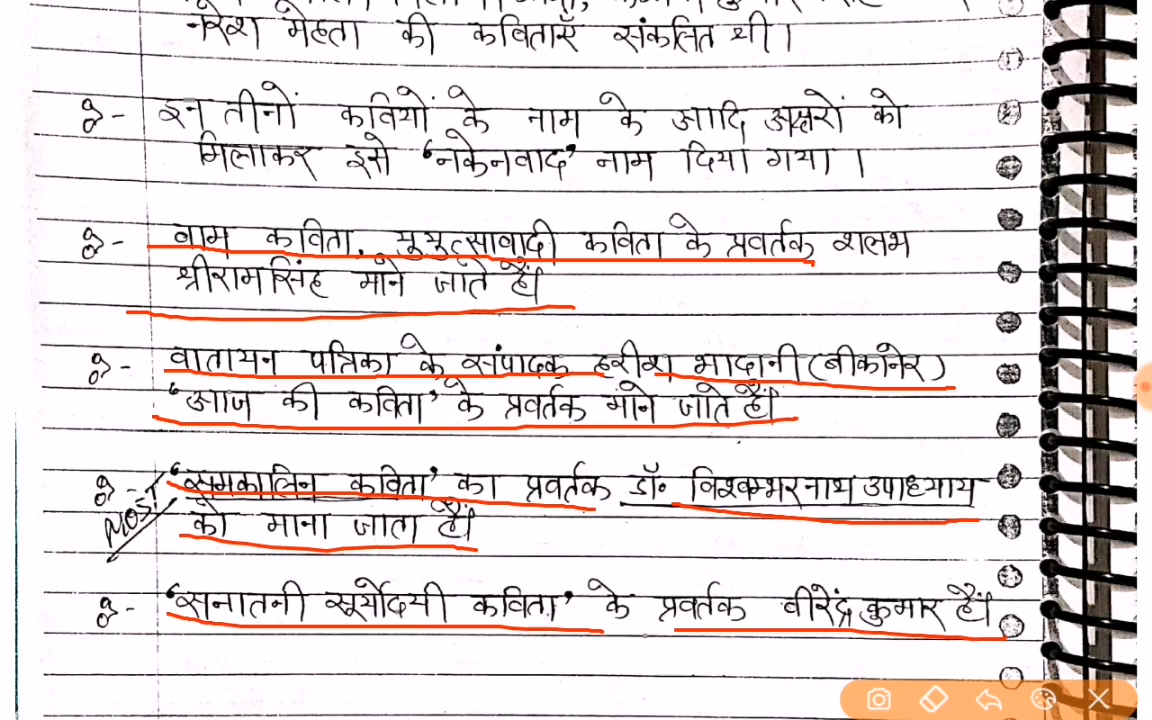 नरेश मेहता की कविताएँ संकलित थी।
इन तीनों कवियों के नाम के आदि अक्षरों को
मिलाकर इसे 'नकेनवाद' नाम दिया गया ।
वाम कविता, युयुत्सावादी कविता के प्रवर्तक शलभ
श्रीराम सिंह माने जाते हैं।
वातायन पत्रिका के संपादक हरीश भादानी (बीकानेर)
'आज की कविता' के प्रवर्तक माने जाते हैं।
'समकालिन कविता' का प्रवर्तक डॉ॰ विश्वम्भरनाथ उपाध्याय
MOST
को माना जाता है।
'सनातनी सूर्योदयी कविता' के प्रवर्तक वीरेंद्र कुमार हैं।